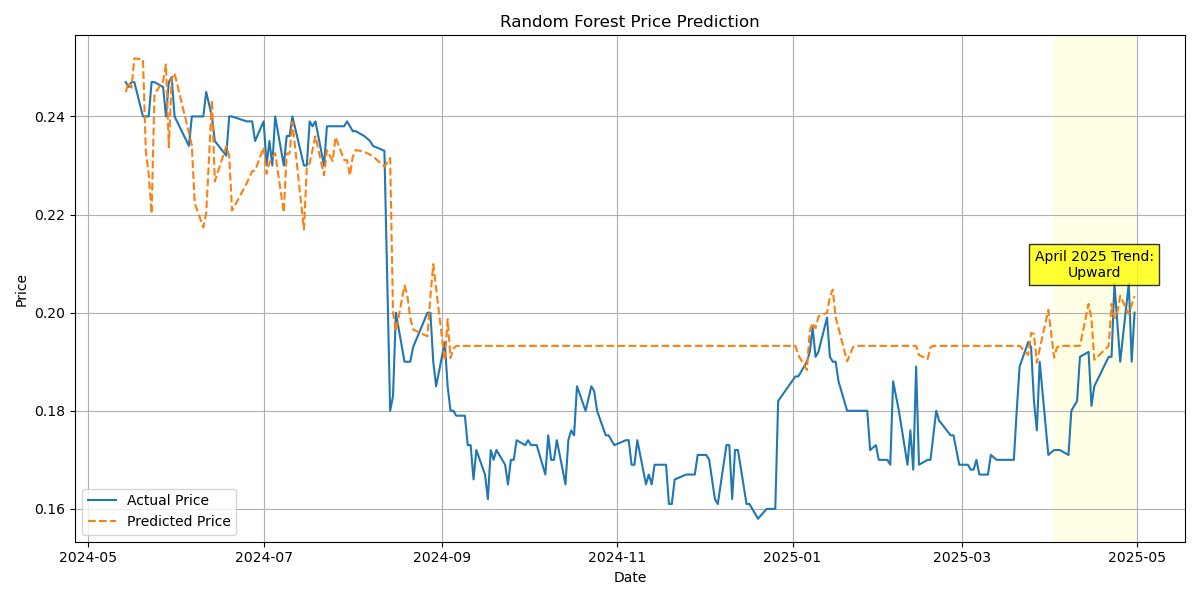 Random Forest Price Prediction
0.24
0.22
0.20
0.18
0.16
Price
April 2025 Trend:
Upward
Actual Price
Predicted Price
2024-05
2024-07
2024-09
2024-11
2025-01
2025-03
2025-05
Date